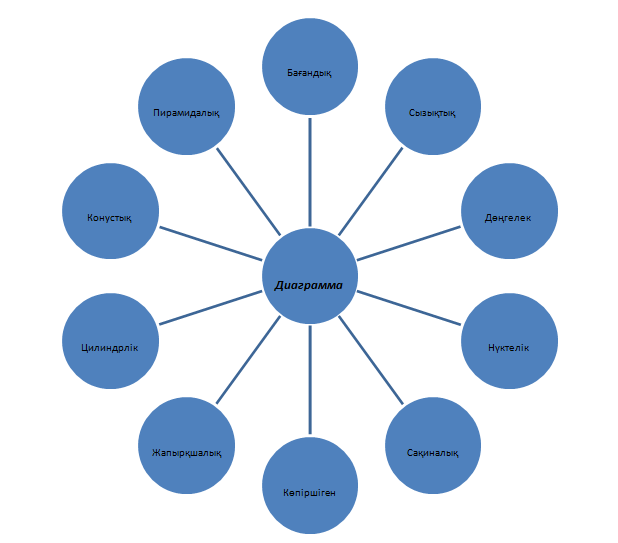 Бағандық
Сызықтық
Дөңгелек
Нүктелік
Сақиналық
Көпіршіген
Жапырқшалық
Цилиндрлік
Конустық
Пирамидалық
Диаграмма